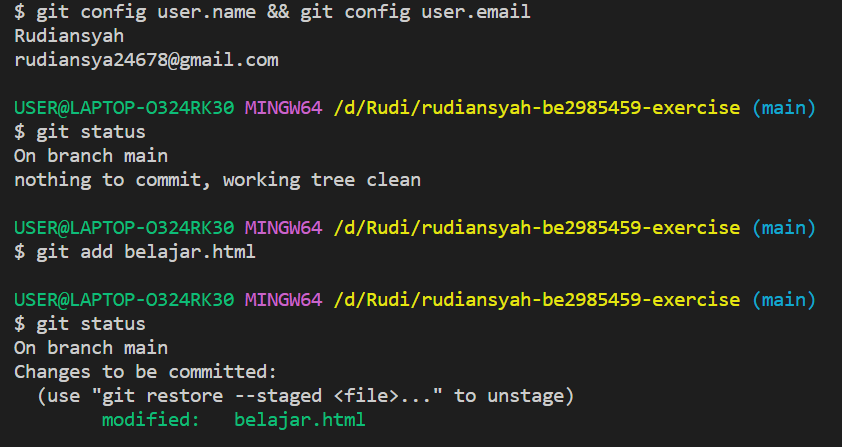 $ git config user.name && git config user.email
Rudiansyah
rudiansya24678@gmail.com
USER@LAPTOP-O324RK30 MINGW64 /d/Rudi/rudiansyah-be2985459-exercise (main)
$ git status
On branch main
nothing to commit, working tree clean
USER@LAPTOP-O324RK30 MINGW64 /d/Rudi/rudiansyah-be2985459-exercise (main)
$ git add belajar.html
USER@LAPTOP-O324RK30 MINGW64 /d/Rudi/rudiansyah-be2985459-exercise (main)
$ git status
On branch main
Changes to be committed:
  (use "git restore --staged <file>..." to unstage)
        modified:   belajar.html